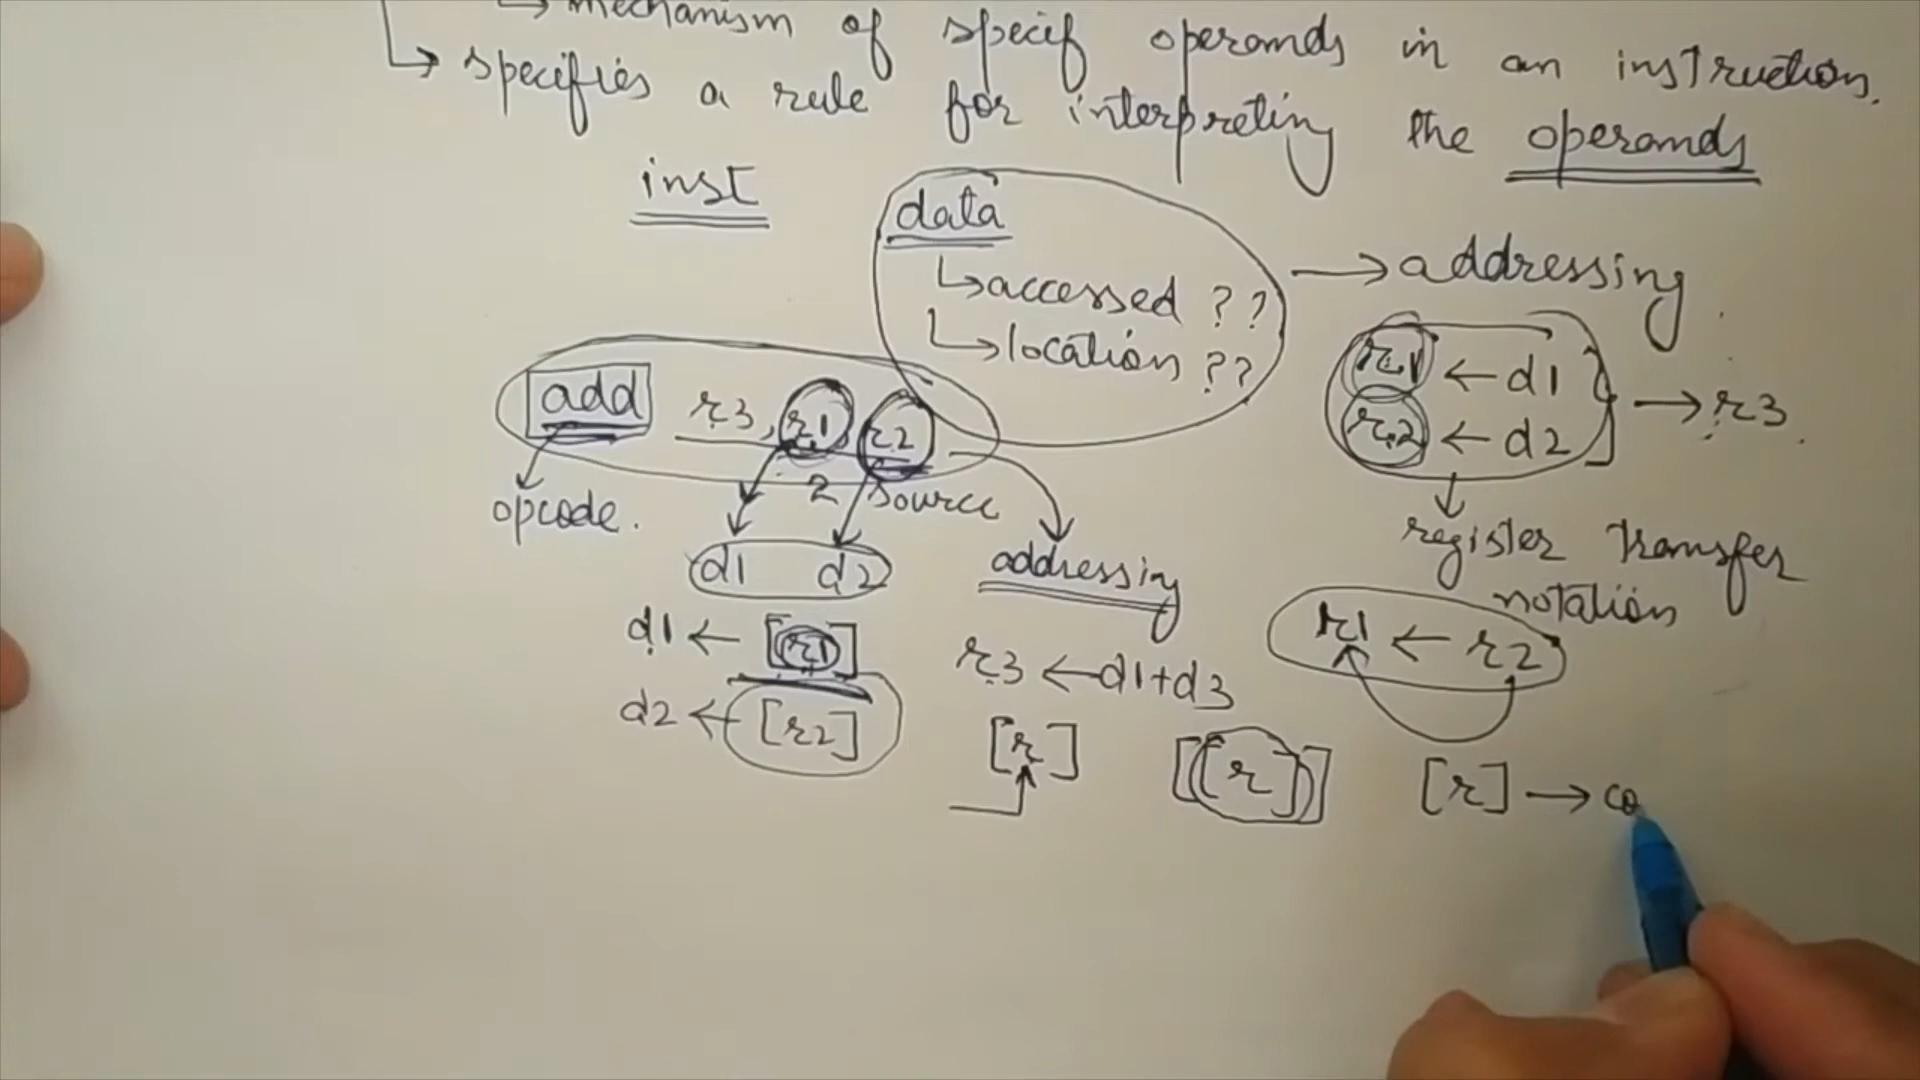 → mechanism of specif operands in an instruction.
↳ specifies a rule for interpreting the operands
inst
data
↳ accessed ??
↳ location ??
→ addressing
add r3, r1, r2
opcode.
2 source
d1 d2
addressing
d1 ← [r1]
d2 ← [r2]
r3 ← d1+d3
[r]
[[r]]
r1 ← d1
r2 ← d2
→ r3
register transfer
notation
r1 ← r2
[r] → co